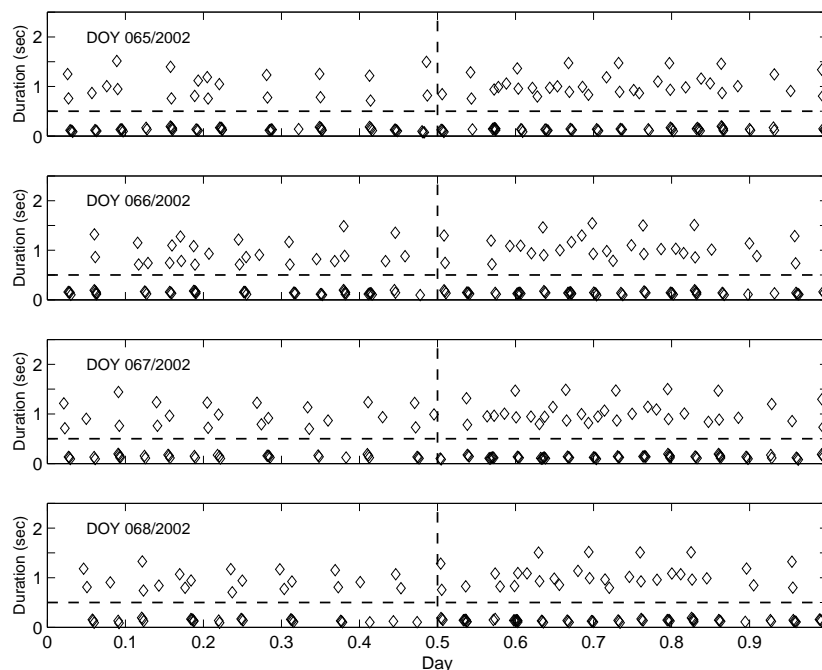 2
1
0
Duration (sec)
DOY 065/2002
2
1
0
Duration (sec)
DOY 066/2002
2
1
0
Duration (sec)
DOY 067/2002
2
1
0
Duration (sec)
DOY 068/2002
0 0.1 0.2 0.3 0.4 0.5 0.6 0.7 0.8 0.9
Day